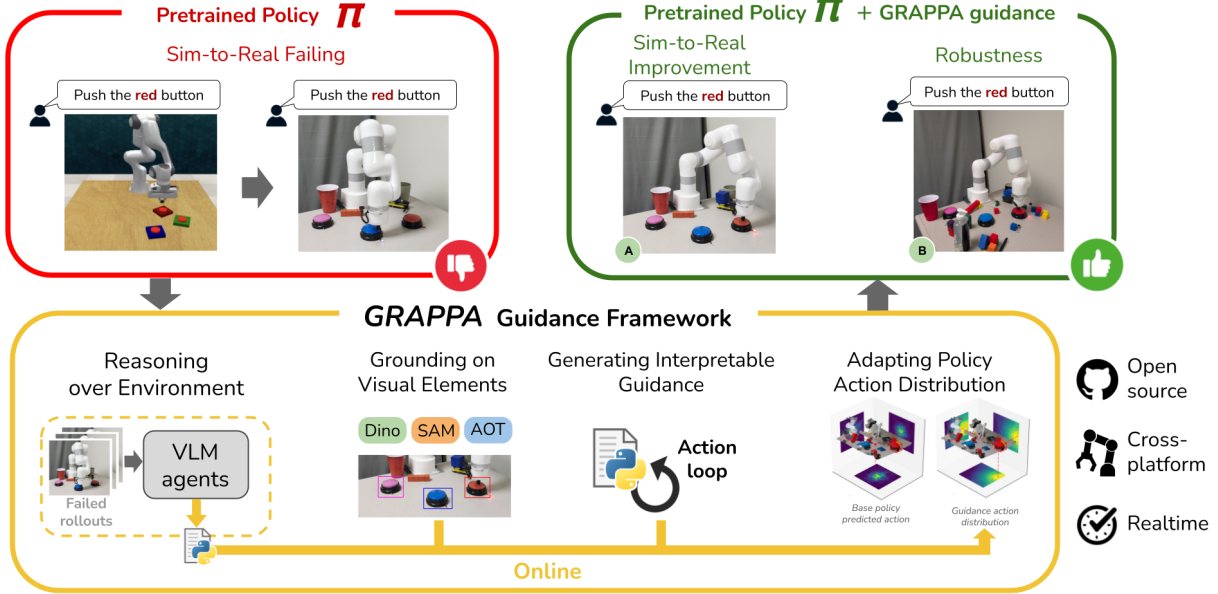 Pretrained Policy π
Sim-to-Real Failing
Push the red button
Push the red button
Pretrained Policy π + GRAPPA guidance
Sim-to-Real
Improvement
Robustness
Push the red button
Push the red button
A
B
GRAPPA Guidance Framework
Reasoning
over Environment
VLM
agents
Failed
rollouts
Grounding on
Visual Elements
Dino
SAM
AOT
Generating Interpretable
Guidance
Action
loop
Adapting Policy
Action Distribution
Base policy
predicted action
Guidance action
distribution
Online
Open
source
Cross-
platform
Realtime